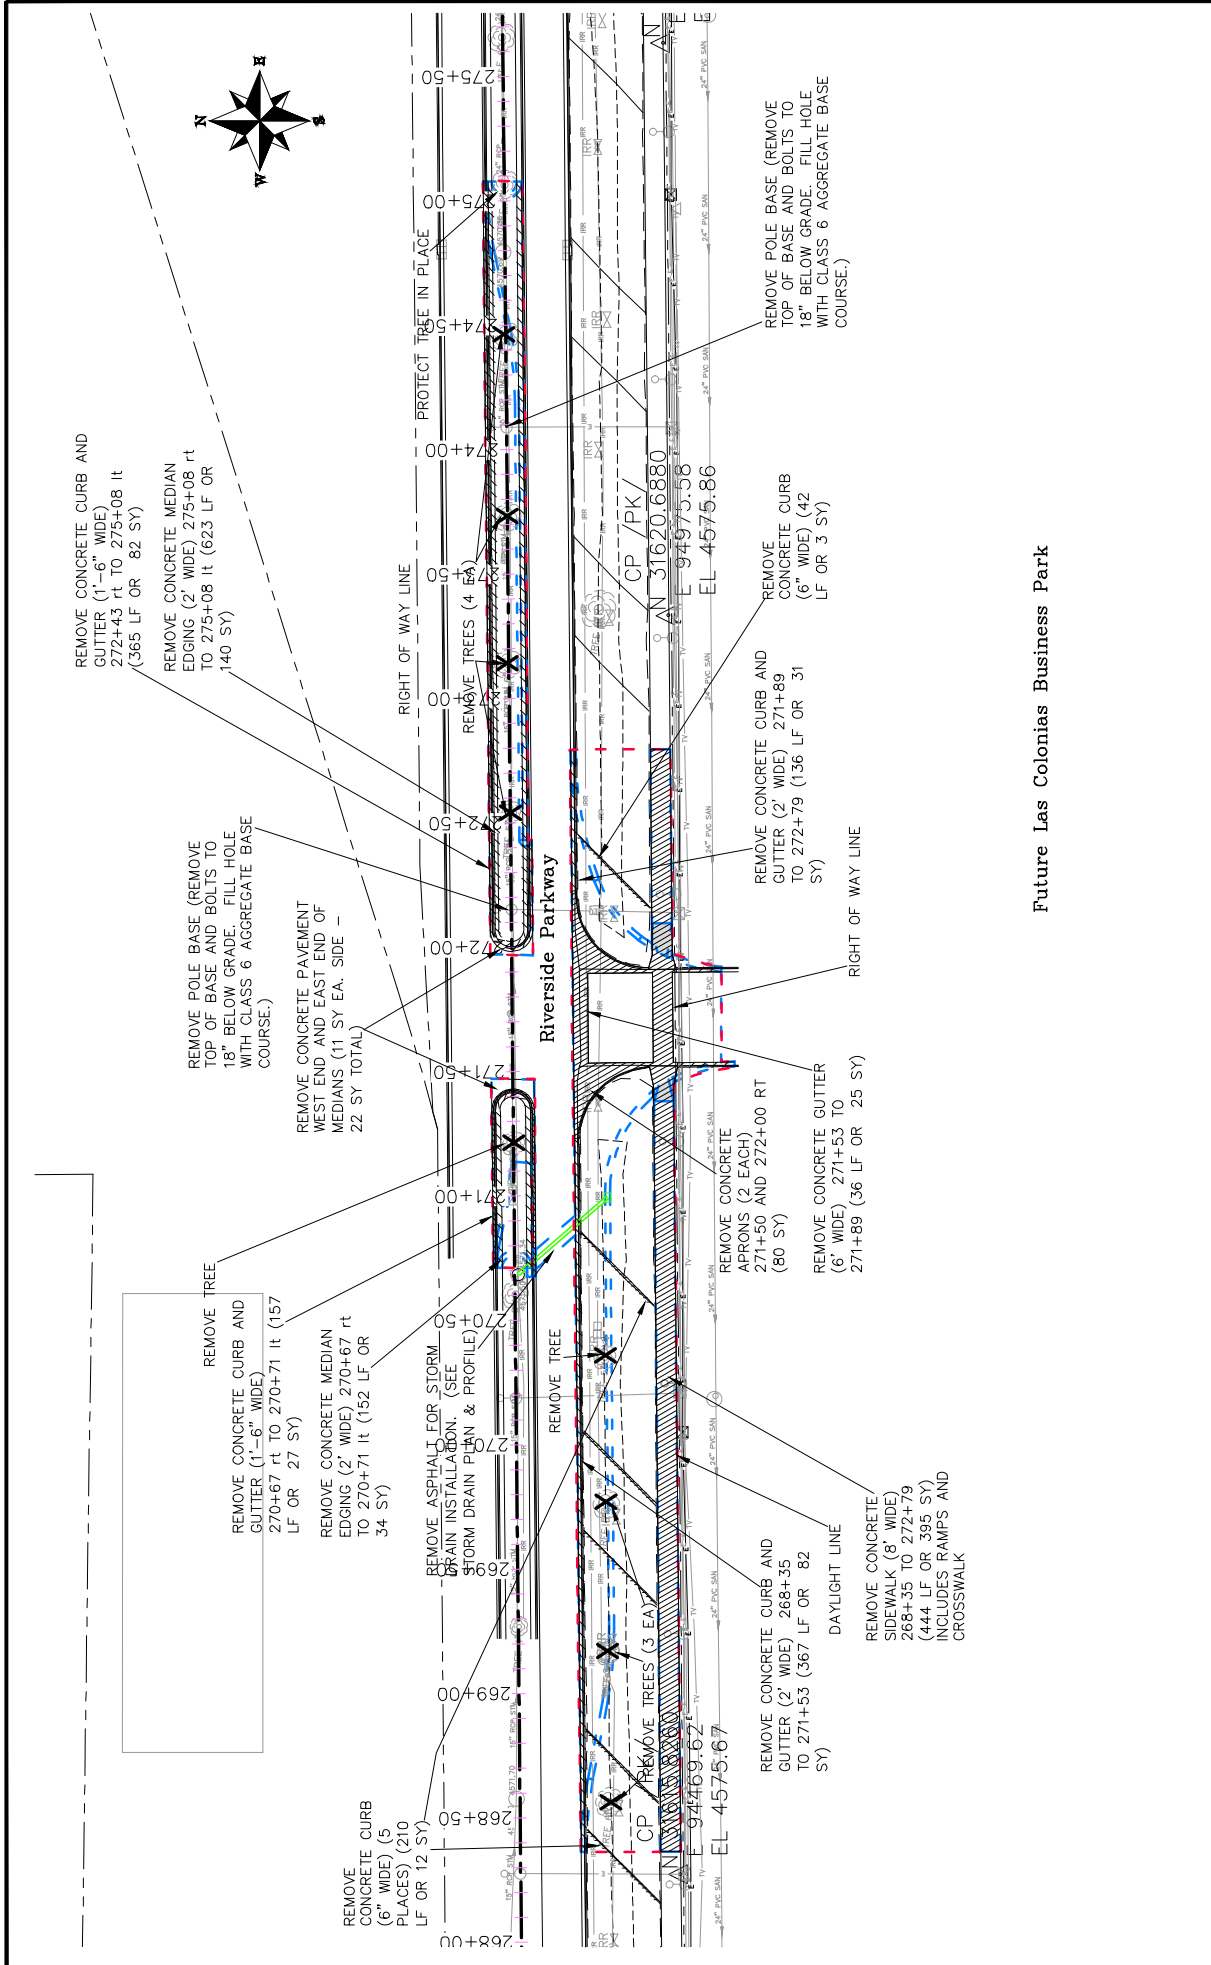 N
E
S
W
REMOVE CONCRETE CURB AND
GUTTER (1'-6" WIDE)
272+43 rt TO 275+08 lt
(365 LF OR 82 SY)
REMOVE CONCRETE MEDIAN
EDGING (2' WIDE) 275+08 rt
TO 275+08 lt (623 LF OR
140 SY)
RIGHT OF WAY LINE
PROTECT TREE IN PLACE
REMOVE TREES (4 EA)
REMOVE POLE BASE (REMOVE
TOP OF BASE AND BOLTS TO
18" BELOW GRADE. FILL HOLE
WITH CLASS 6 AGGREGATE BASE
COURSE.)
REMOVE CONCRETE PAVEMENT
WEST END AND EAST END OF
MEDIANS (11 SY EA. SIDE -
22 SY TOTAL)
REMOVE TREE
REMOVE CONCRETE CURB AND
GUTTER (1'-6" WIDE)
270+67 rt TO 270+71 lt (157
LF OR 27 SY)
REMOVE CONCRETE MEDIAN
EDGING (2' WIDE) 270+67 rt
TO 270+71 lt (152 LF OR
34 SY)
REMOVE ASPHALT FOR STORM
DRAIN INSTALLATION. (SEE
STORM DRAIN PLAN & PROFILE)
REMOVE
CONCRETE CURB
(6" WIDE) (5
PLACES) (210
LF OR 12 SY)
268+00
268+50
269+00
269+50
270+00
270+50
271+00
271+50
272+00
272+50
273+00
273+50
274+00
274+50
275+00
275+50
Riverside Parkway
REMOVE TREE
REMOVE TREES (3 EA)
REMOVE POLE BASE (REMOVE
TOP OF BASE AND BOLTS TO
18" BELOW GRADE. FILL HOLE
WITH CLASS 6 AGGREGATE BASE
COURSE.)
CP /PK/
N 31620.6880
E 94975.58
EL 4575.86
REMOVE
CONCRETE CURB
(6" WIDE) (42
LF OR 3 SY)
REMOVE CONCRETE CURB AND
GUTTER (2' WIDE) 271+89
TO 272+79 (136 LF OR 31
SY)
RIGHT OF WAY LINE
REMOVE CONCRETE
APRONS (2 EACH)
271+50 AND 272+00 RT
(80 SY)
REMOVE CONCRETE GUTTER
(6' WIDE) 271+53 TO
271+89 (36 LF OR 25 SY)
CP
E 94469.62
EL 4575.67
REMOVE CONCRETE CURB AND
GUTTER (2' WIDE) 268+35
TO 271+53 (367 LF OR 82
SY)
DAYLIGHT LINE
REMOVE CONCRETE
SIDEWALK (8' WIDE)
268+35 TO 272+79
(444 LF OR 395 SY)
INCLUDES RAMPS AND
CROSSWALK
24" PVC SAN
IRR
TV
Future Las Colonias Business Park